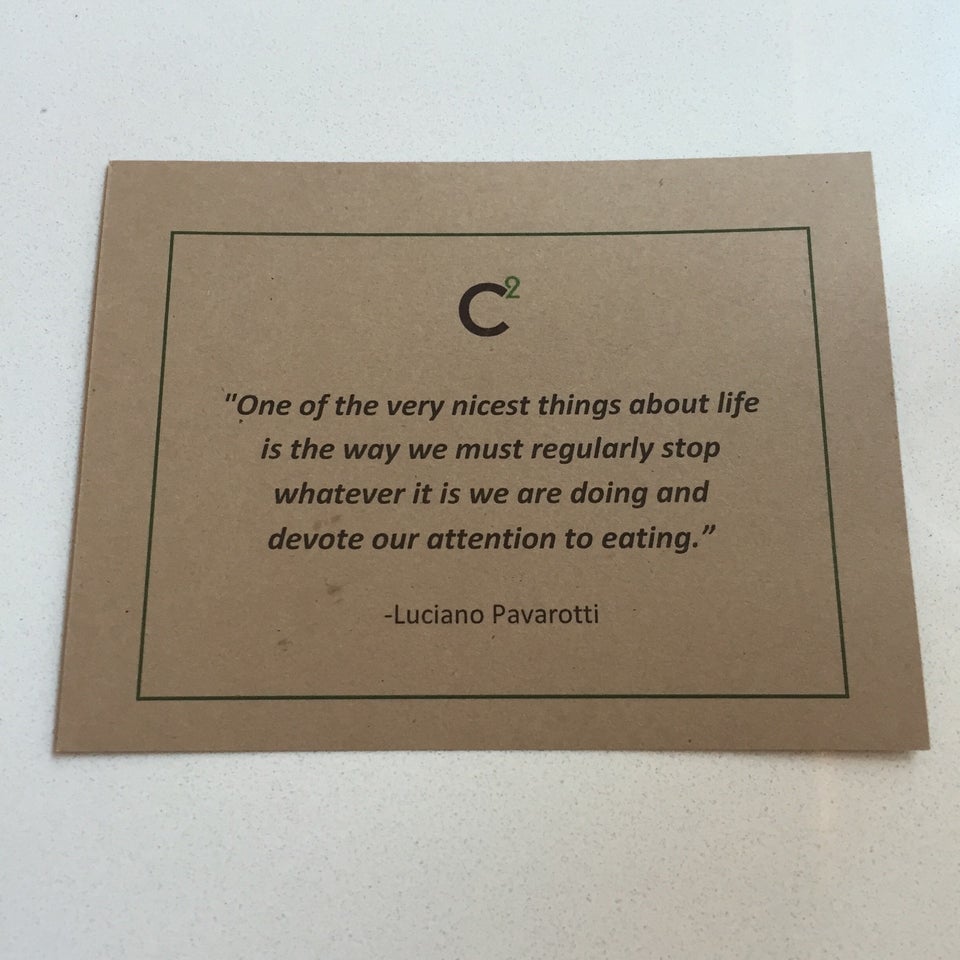 C²
"One of the very nicest things about life
is the way we must regularly stop
whatever it is we are doing and
devote our attention to eating.”
-Luciano Pavarotti